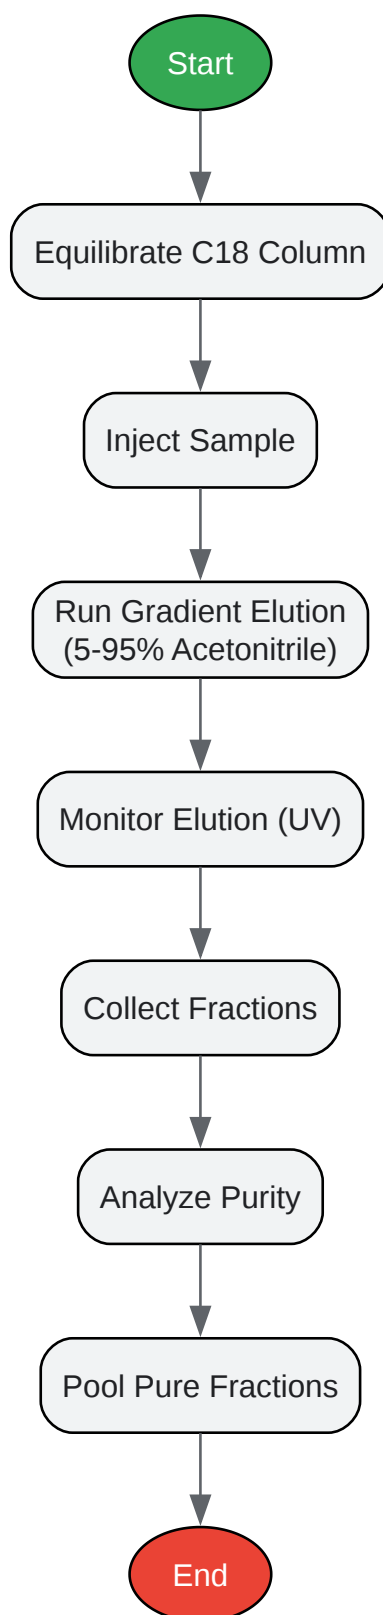 Start
Equilibrate C18 Column
Inject Sample
Run Gradient Elution
(5-95% Acetonitrile)
Monitor Elution (UV)
Collect Fractions
Analyze Purity
Pool Pure Fractions
End